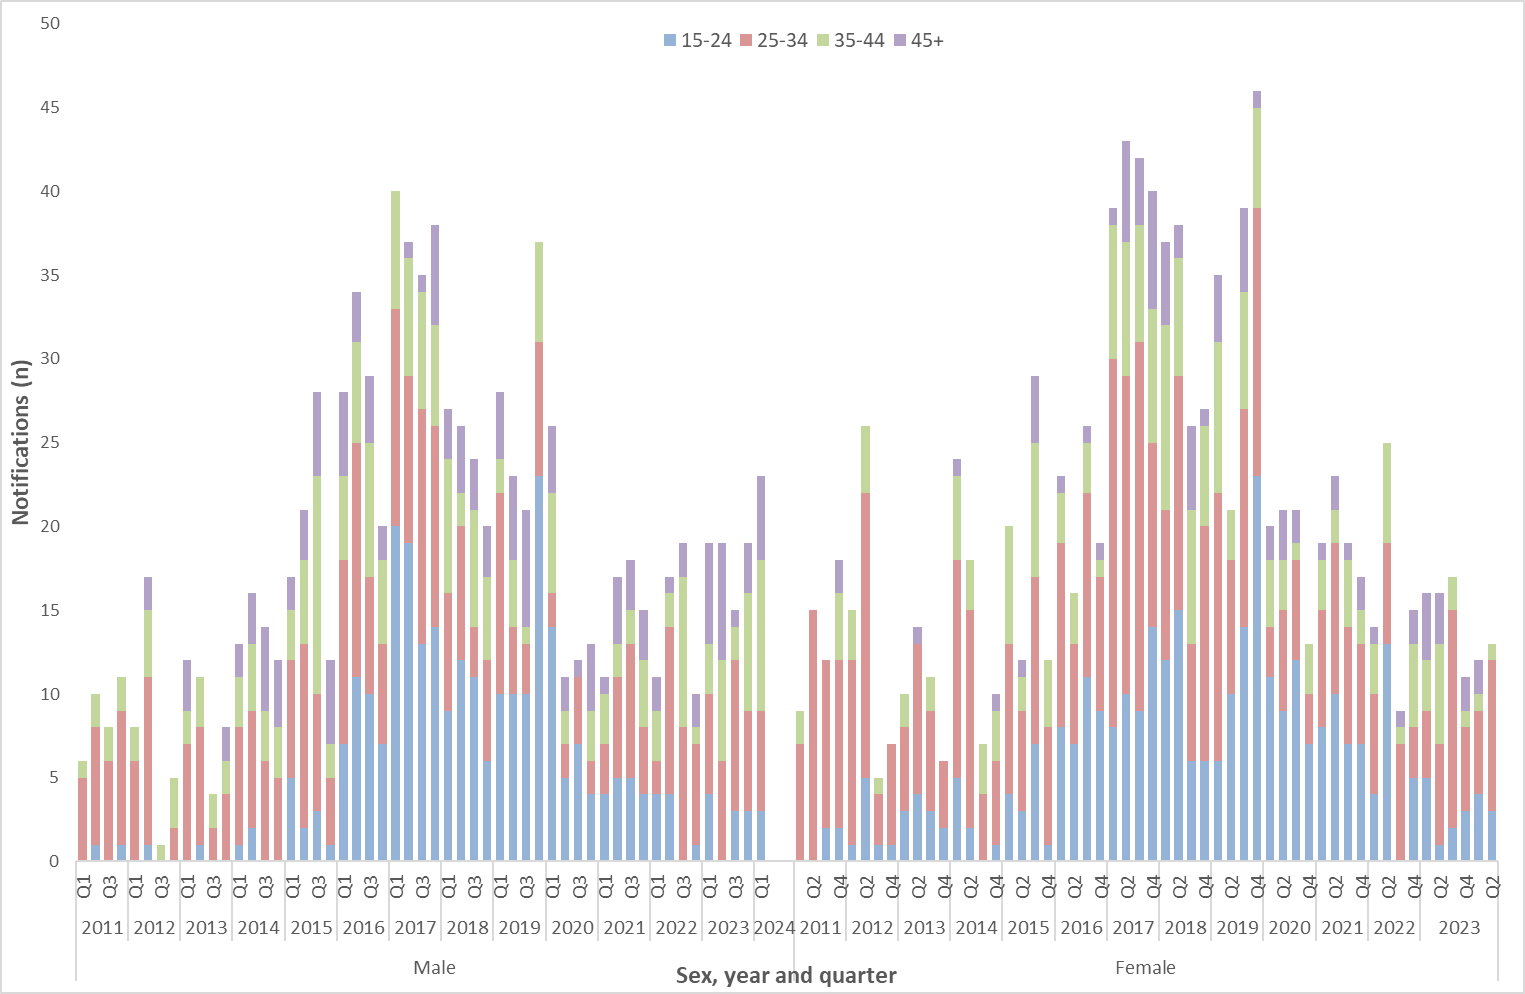 50
15-24 25-34 35-44 45+
45
40
35
30
25
20
15
10
5
0
Notifications (n)
Q1 Q3 Q1 Q3 Q1 Q3 Q1 Q3 Q1 Q3 Q1 Q3 Q1 Q3 Q1 Q3 Q1 Q3 Q1 Q3 Q1 Q3 Q1 Q3 Q1 Q3 Q1 Q2 Q4 Q2 Q4 Q2 Q4 Q2 Q4 Q2 Q4 Q2 Q4 Q2 Q4 Q2 Q4 Q2 Q4 Q2 Q4 Q2 Q4 Q2 Q4 Q2 Q4 Q2
2011 2012 2013 2014 2015 2016 2017 2018 2019 2020 2021 2022 2023 2024 2011 2012 2013 2014 2015 2016 2017 2018 2019 2020 2021 2022 2023
Male Female
Sex, year and quarter